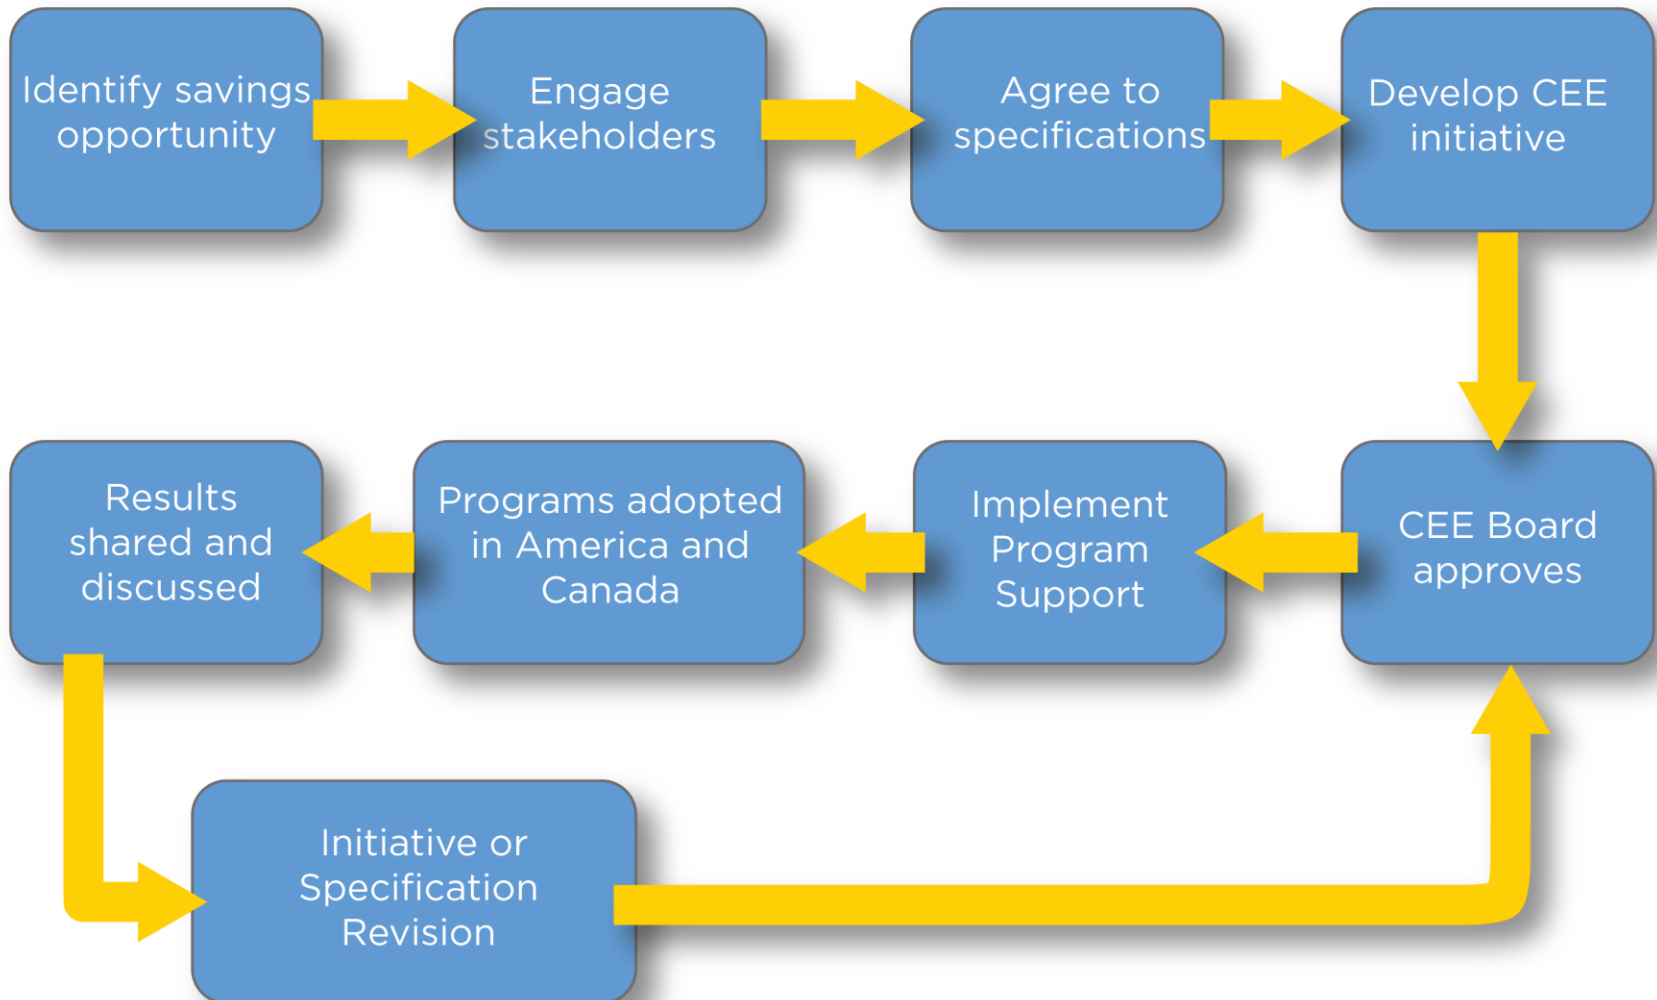 Identify savings
opportunity
Engage
stakeholders
Agree to
specifications
Develop CEE
initiative
Results
shared and
discussed
Programs adopted
in America and
Canada
Implement
Program
Support
CEE Board
approves
Initiative or
Specification
Revision